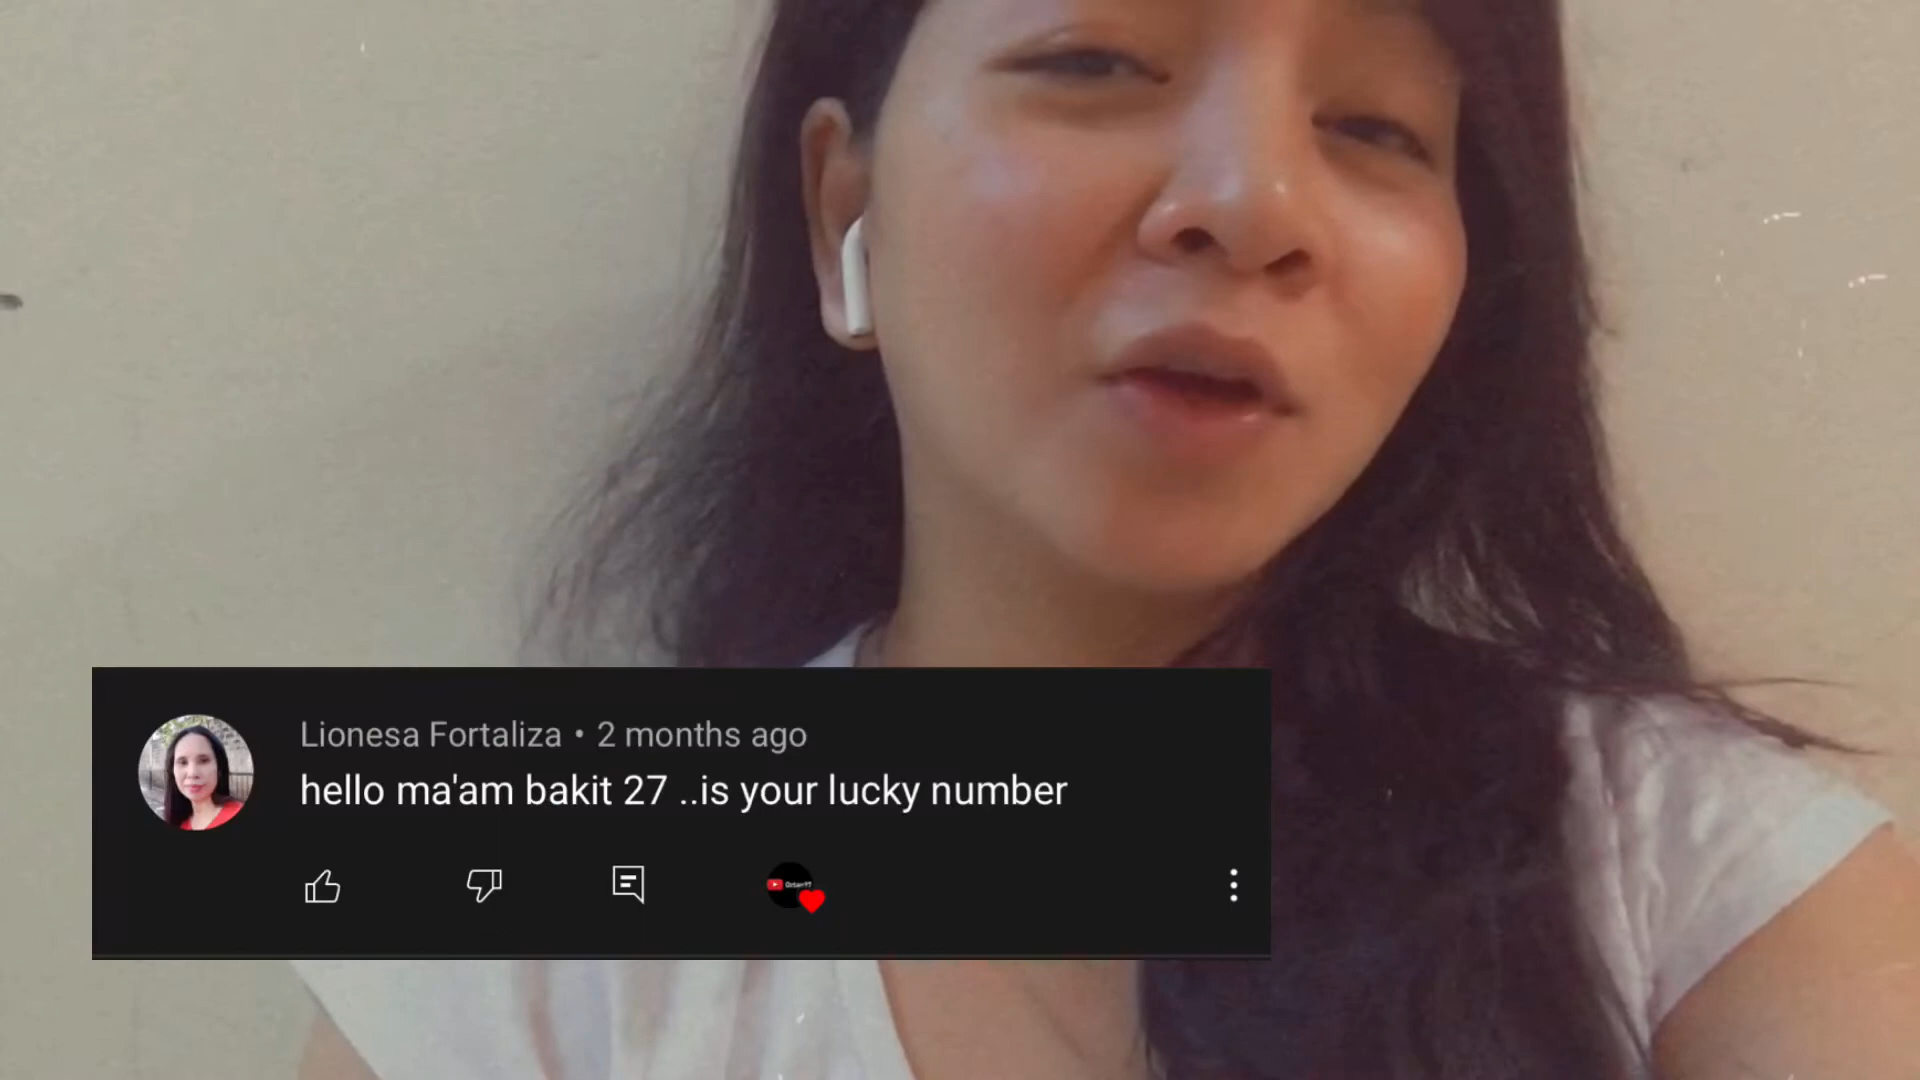 Lionesa Fortaliza • 2 months ago
hello ma'am bakit 27 ..is your lucky number